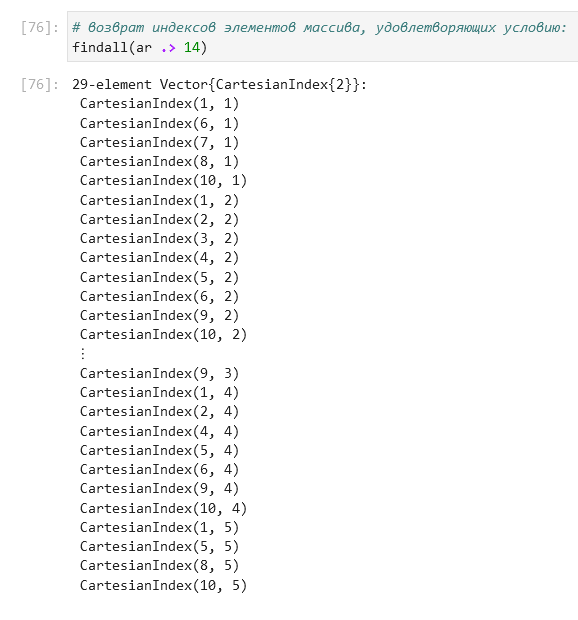 [76]: # возврат индексов элементов массива, удовлетворяющих условию:
findall(ar .> 14)
[76]: 29-element Vector{CartesianIndex{2}}:
CartesianIndex(1, 1)
CartesianIndex(6, 1)
CartesianIndex(7, 1)
CartesianIndex(8, 1)
CartesianIndex(10, 1)
CartesianIndex(1, 2)
CartesianIndex(2, 2)
CartesianIndex(3, 2)
CartesianIndex(4, 2)
CartesianIndex(5, 2)
CartesianIndex(6, 2)
CartesianIndex(9, 2)
CartesianIndex(10, 2)
⋮
CartesianIndex(9, 3)
CartesianIndex(1, 4)
CartesianIndex(2, 4)
CartesianIndex(4, 4)
CartesianIndex(5, 4)
CartesianIndex(6, 4)
CartesianIndex(9, 4)
CartesianIndex(10, 4)
CartesianIndex(1, 5)
CartesianIndex(5, 5)
CartesianIndex(8, 5)
CartesianIndex(10, 5)